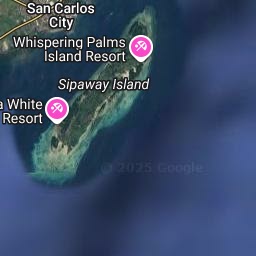 San Carlos
City
Whispering Palms
Island Resort
Sipaway Island
a White
Resort
© 2025 Google